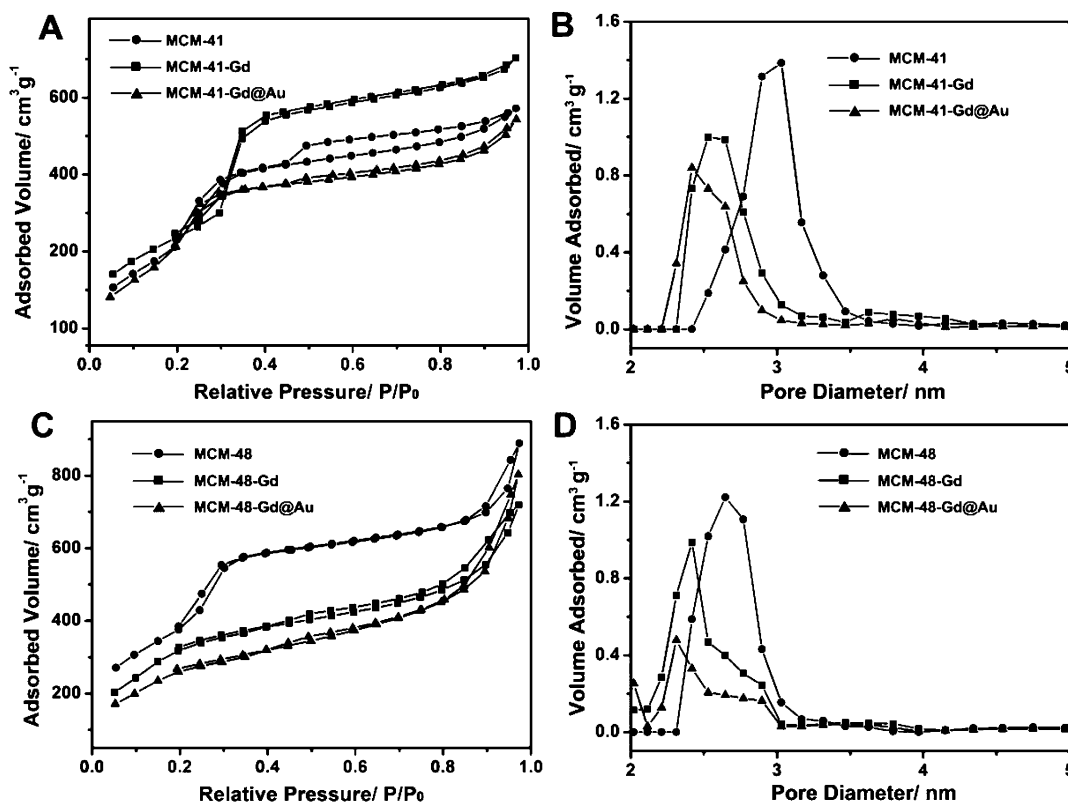 A
MCM-41
MCM-41-Gd
MCM-41-Gd@Au
Adsorbed Volume/ cm³g⁻¹
600
400
200
100
0.0 0.2 0.4 0.6 0.8 1.0
Relative Pressure/ P/P₀
B
MCM-41
MCM-41-Gd
MCM-41-Gd@Au
Volume Adsorbed/ cm³g⁻¹
1.6
1.2
0.8
0.4
0.0
2 3 4 5
Pore Diameter/ nm
C
MCM-48
MCM-48-Gd
MCM-48-Gd@Au
Adsorbed Volume/ cm³g⁻¹
800
600
400
200
0.0 0.2 0.4 0.6 0.8 1.0
Relative Pressure/ P/P₀
D
MCM-48
MCM-48-Gd
MCM-48-Gd@Au
Volume Adsorbed/ cm³g⁻¹
1.6
1.2
0.8
0.4
0.0
2 3 4 5
Pore Diameter/ nm